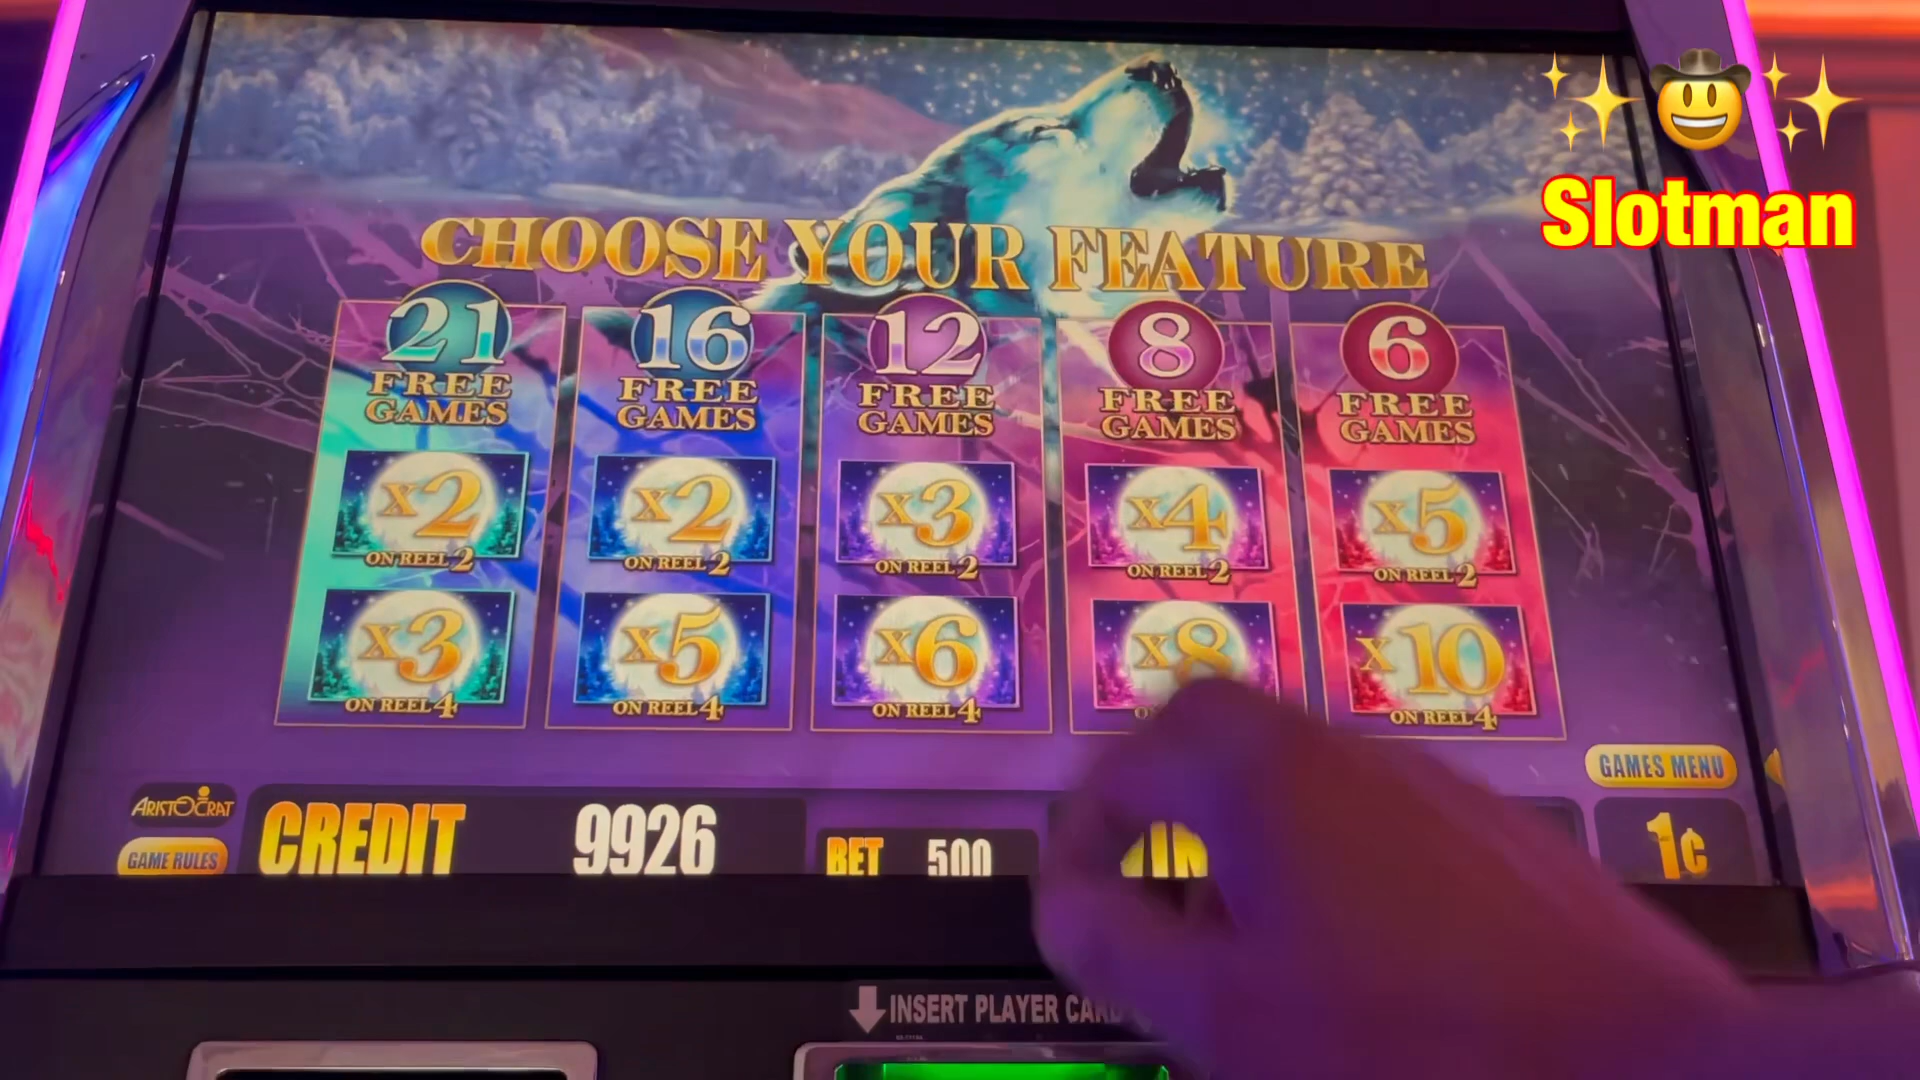 Slotman
CHOOSE YOUR FEATURE
21
FREE
GAMES
x2
ON REEL 2
x3
ON REEL 4
16
FREE
GAMES
x2
ON REEL 2
x5
ON REEL 4
12
FREE
GAMES
x3
ON REEL 2
x6
ON REEL 4
8
FREE
GAMES
x4
ON REEL 2
x8
6
FREE
GAMES
x5
ON REEL 2
x10
ON REEL 4
GAMES MENU
ARISTOCRAT
GAME RULES
CREDIT 9926
BET 500
WIN
1¢
INSERT PLAYER CARD